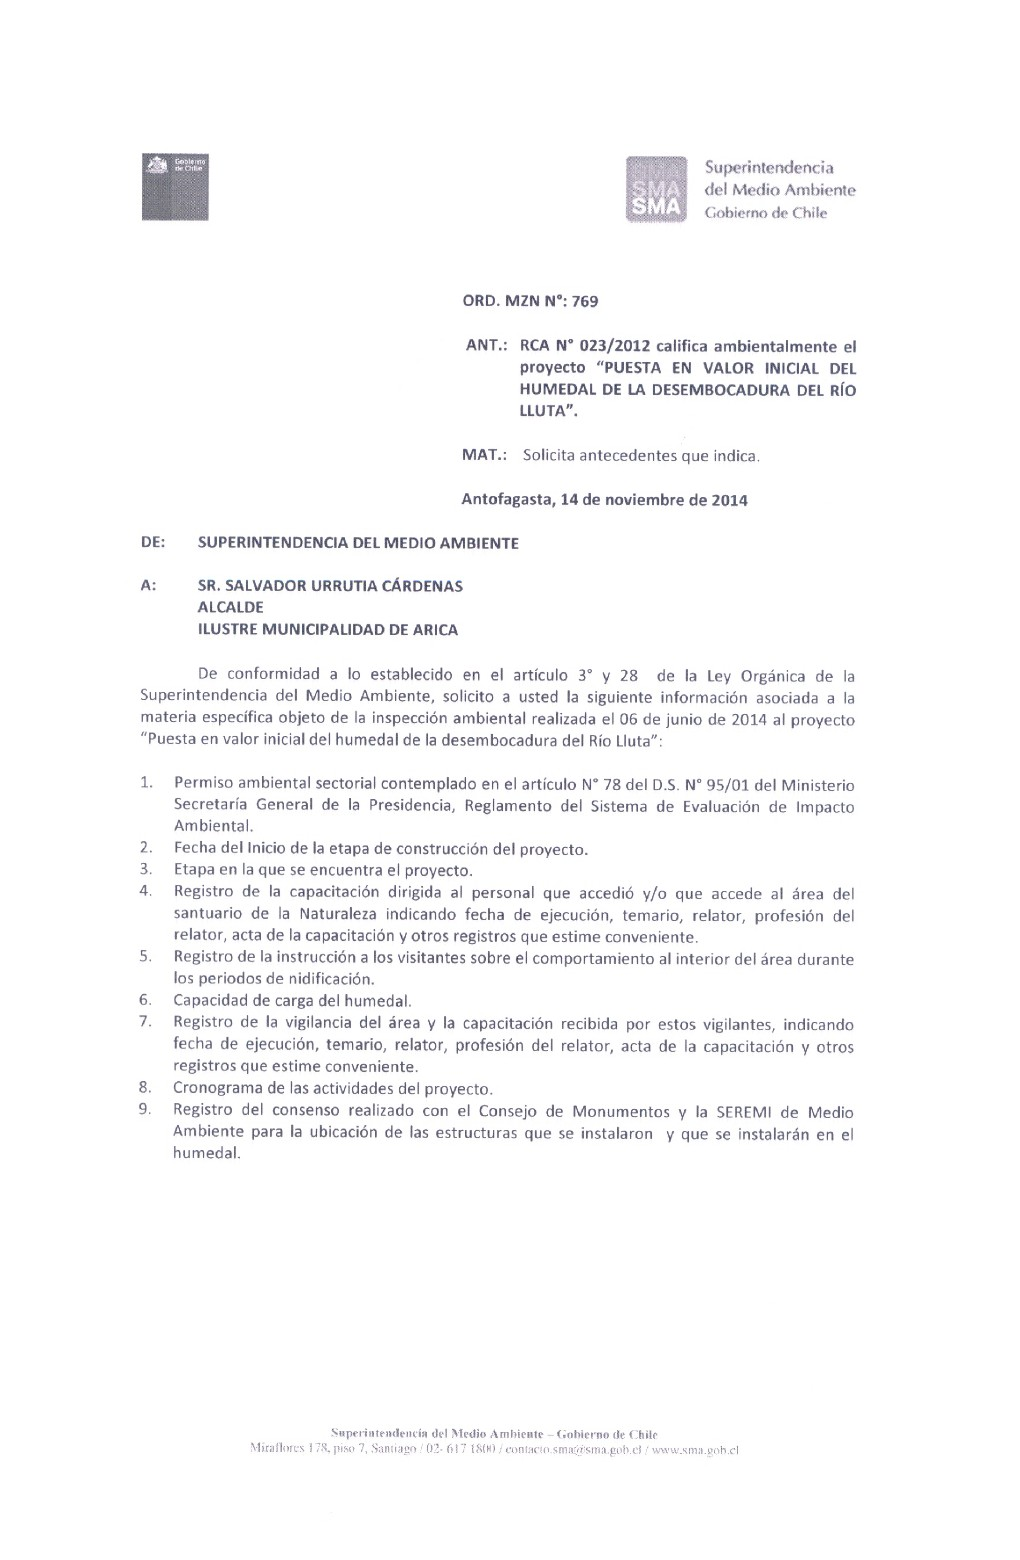 Gobierno
de Chile
SMA
SMA
Superintendencia
del Medio Ambiente
Gobierno de Chile
ORD. MZN N°: 769
ANT.: RCA N° 023/2012 califica ambientalmente el
proyecto “PUESTA EN VALOR INICIAL DEL
HUMEDAL DE LA DESEMBOCADURA DEL RÍO
LLUTA”.
MAT.: Solicita antecedentes que indica.
Antofagasta, 14 de noviembre de 2014
DE: SUPERINTENDENCIA DEL MEDIO AMBIENTE
A: SR. SALVADOR URRUTIA CÁRDENAS
ALCALDE
ILUSTRE MUNICIPALIDAD DE ARICA
De conformidad a lo establecido en el artículo 3° y 28 de la Ley Orgánica de la
Superintendencia del Medio Ambiente, solicito a usted la siguiente información asociada a la
materia específica objeto de la inspección ambiental realizada el 06 de junio de 2014 al proyecto
“Puesta en valor inicial del humedal de la desembocadura del Río Lluta”:
1. Permiso ambiental sectorial contemplado en el artículo N° 78 del D.S. N° 95/01 del Ministerio
Secretaría General de la Presidencia, Reglamento del Sistema de Evaluación de Impacto
Ambiental.
2. Fecha del Inicio de la etapa de construcción del proyecto.
3. Etapa en la que se encuentra el proyecto.
4. Registro de la capacitación dirigida al personal que accedió y/o que accede al área del
santuario de la Naturaleza indicando fecha de ejecución, temario, relator, profesión del
relator, acta de la capacitación y otros registros que estime conveniente.
5. Registro de la instrucción a los visitantes sobre el comportamiento al interior del área durante
los periodos de nidificación.
6. Capacidad de carga del humedal.
7. Registro de la vigilancia del área y la capacitación recibida por estos vigilantes, indicando
fecha de ejecución, temario, relator, profesión del relator, acta de la capacitación y otros
registros que estime conveniente.
8. Cronograma de las actividades del proyecto.
9. Registro del consenso realizado con el Consejo de Monumentos y la SEREMI de Medio
Ambiente para la ubicación de las estructuras que se instalaron y que se instalarán en el
humedal.
Superintendencia del Medio Ambiente – Gobierno de Chile
Miraflores 178, piso 7, Santiago / 02- 617 1800 / contacto.sma@sma.gob.cl / www.sma.gob.cl